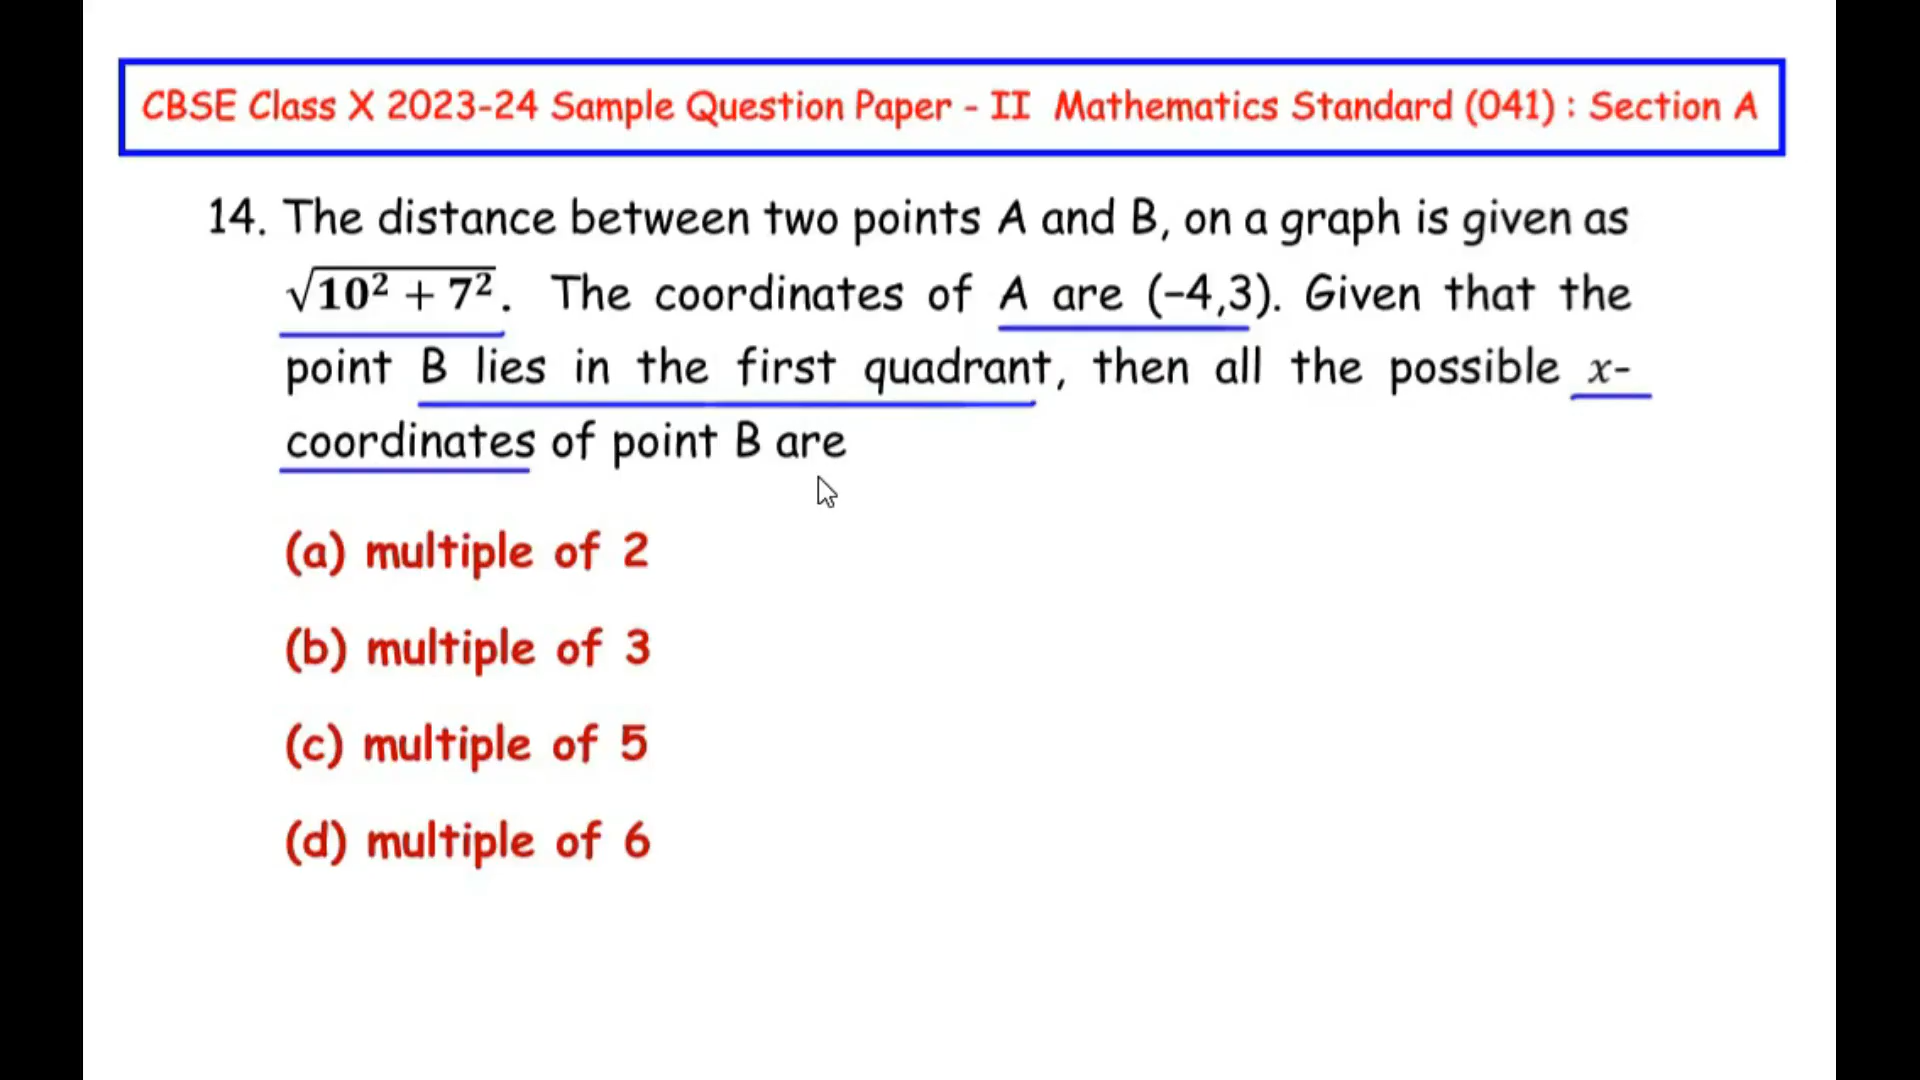 CBSE Class X 2023-24 Sample Question Paper - II Mathematics Standard (041) : Section A
14. The distance between two points A and B, on a graph is given as
√10² + 7². The coordinates of A are (–4,3). Given that the
point B lies in the first quadrant, then all the possible x-
coordinates of point B are
(a) multiple of 2
(b) multiple of 3
(c) multiple of 5
(d) multiple of 6